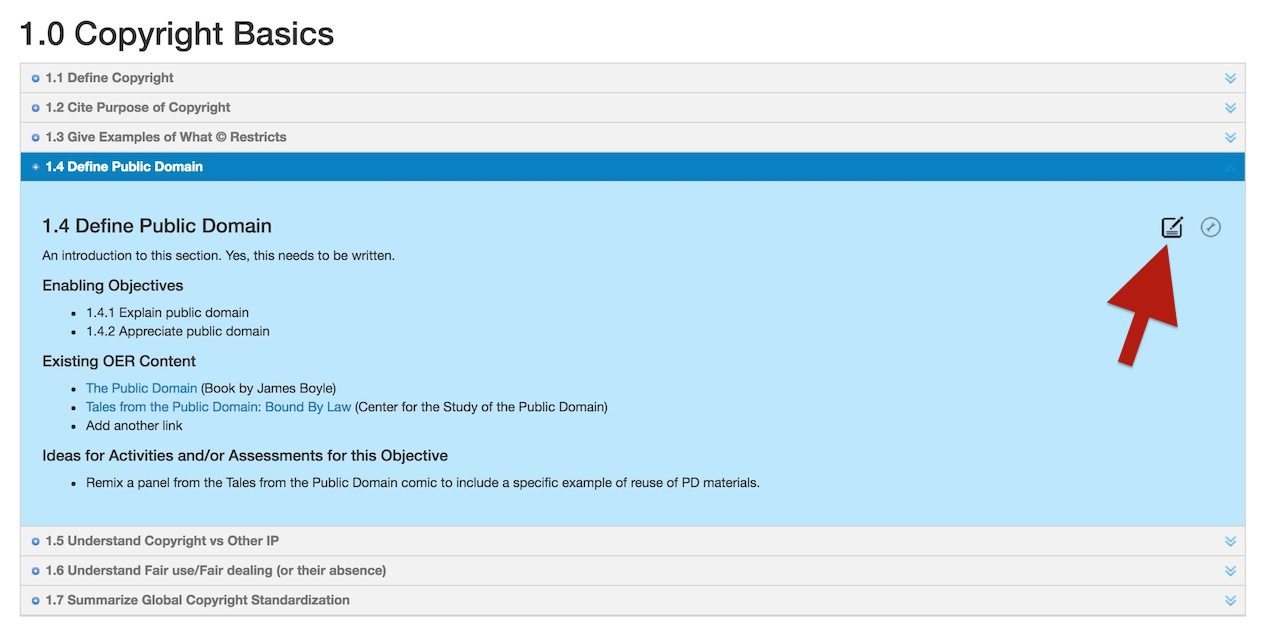 1.0 Copyright Basics
1.1 Define Copyright
1.2 Cite Purpose of Copyright
1.3 Give Examples of What © Restricts
1.4 Define Public Domain
1.4 Define Public Domain
An introduction to this section. Yes, this needs to be written.
Enabling Objectives
1.4.1 Explain public domain
1.4.2 Appreciate public domain
Existing OER Content
The Public Domain (Book by James Boyle)
Tales from the Public Domain: Bound By Law (Center for the Study of the Public Domain)
Add another link
Ideas for Activities and/or Assessments for this Objective
Remix a panel from the Tales from the Public Domain comic to include a specific example of reuse of PD materials.
1.5 Understand Copyright vs Other IP
1.6 Understand Fair use/Fair dealing (or their absence)
1.7 Summarize Global Copyright Standardization